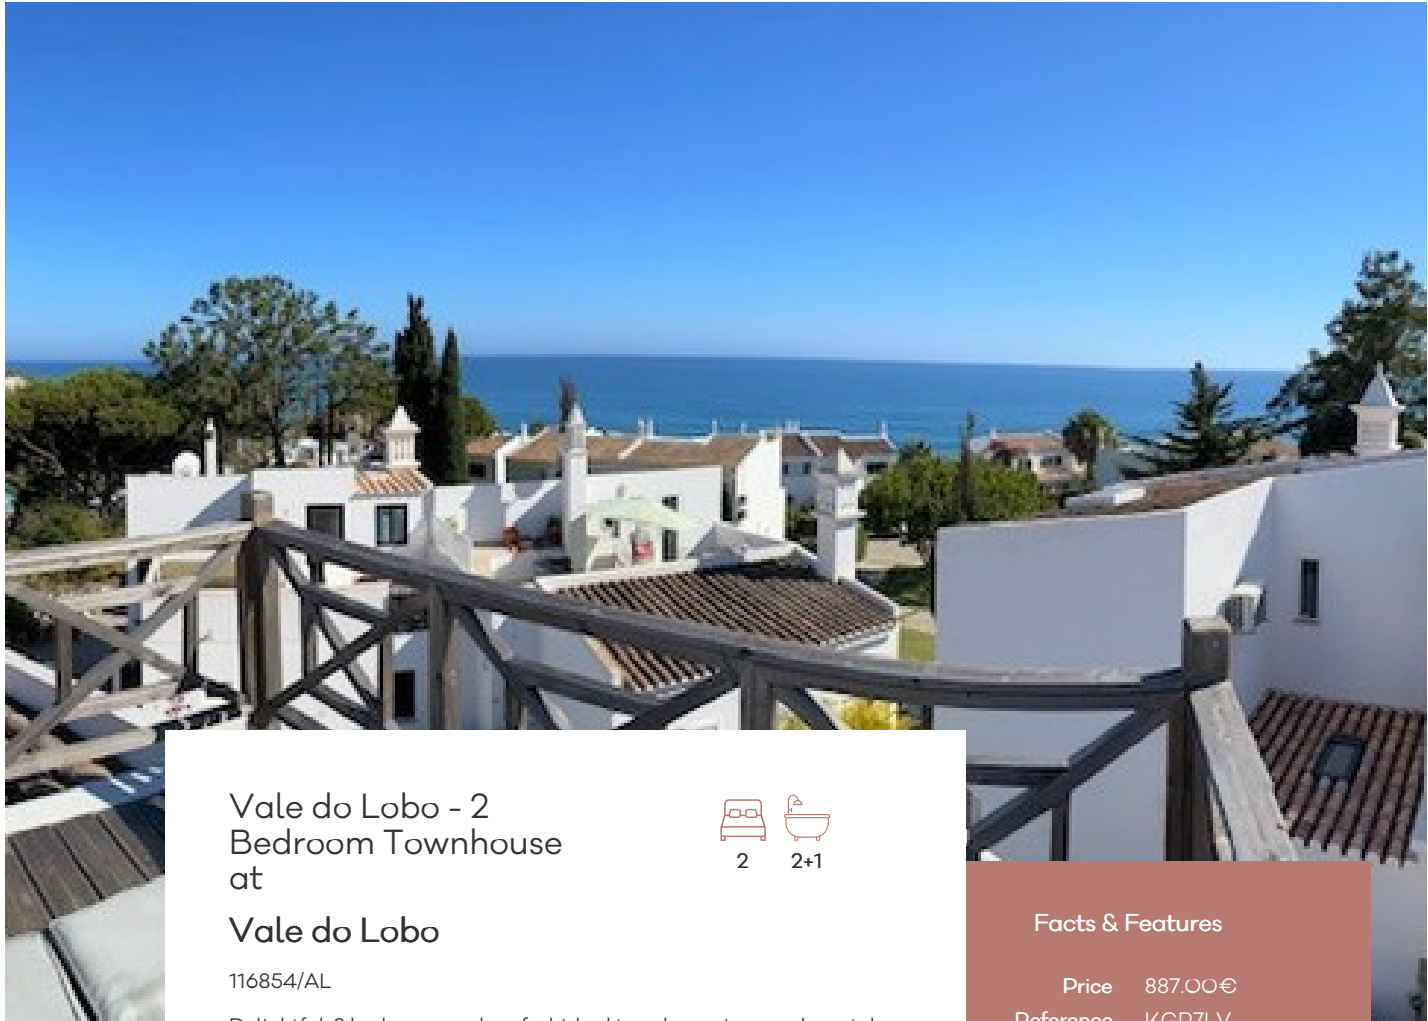 Vale do Lobo - 2
Bedroom Townhouse
at
2 2+1
Vale do Lobo
116854/AL
Facts & Features
Price 887.00€
Reference